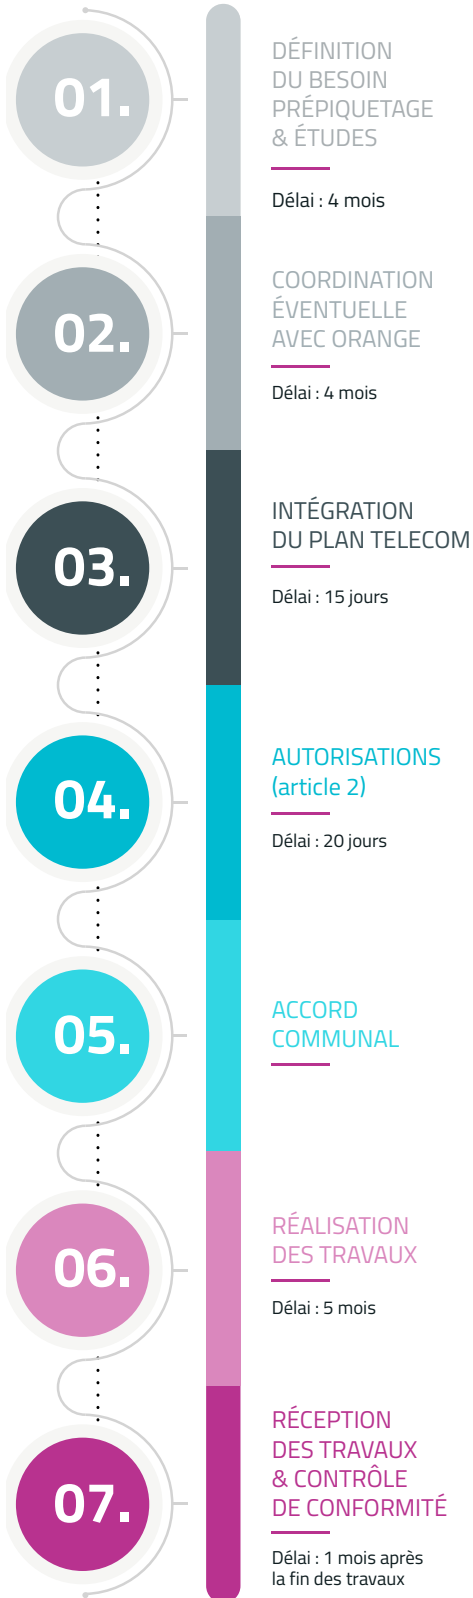 01.
DÉFINITION
DU BESOIN
PRÉPIQUETAGE
& ÉTUDES
Délai : 4 mois
02.
COORDINATION
ÉVENTUELLE
AVEC ORANGE
Délai : 4 mois
03.
INTÉGRATION
DU PLAN TELECOM
Délai : 15 jours
04.
AUTORISATIONS
(article 2)
Délai : 20 jours
05.
ACCORD
COMMUNAL
06.
RÉALISATION
DES TRAVAUX
Délai : 5 mois
07.
RÉCEPTION
DES TRAVAUX
& CONTRÔLE
DE CONFORMITÉ
Délai : 1 mois après
la fin des travaux